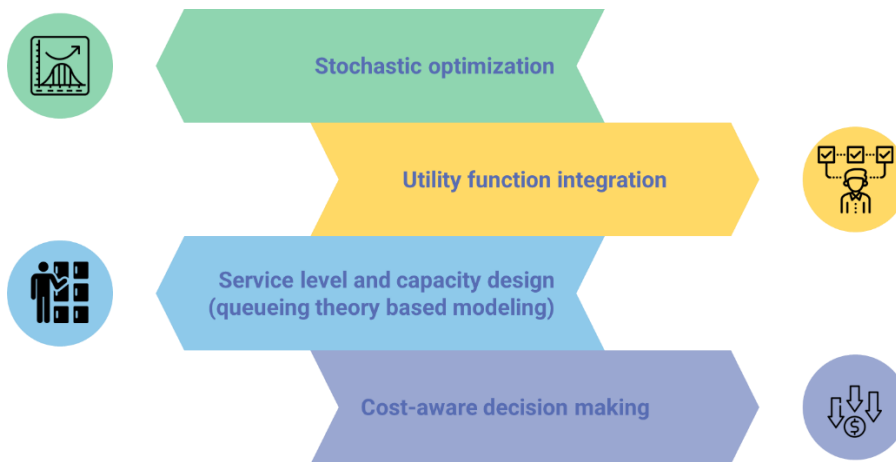 Stochastic optimization
Utility function integration
Service level and capacity design
(queueing theory based modeling)
Cost-aware decision making
$